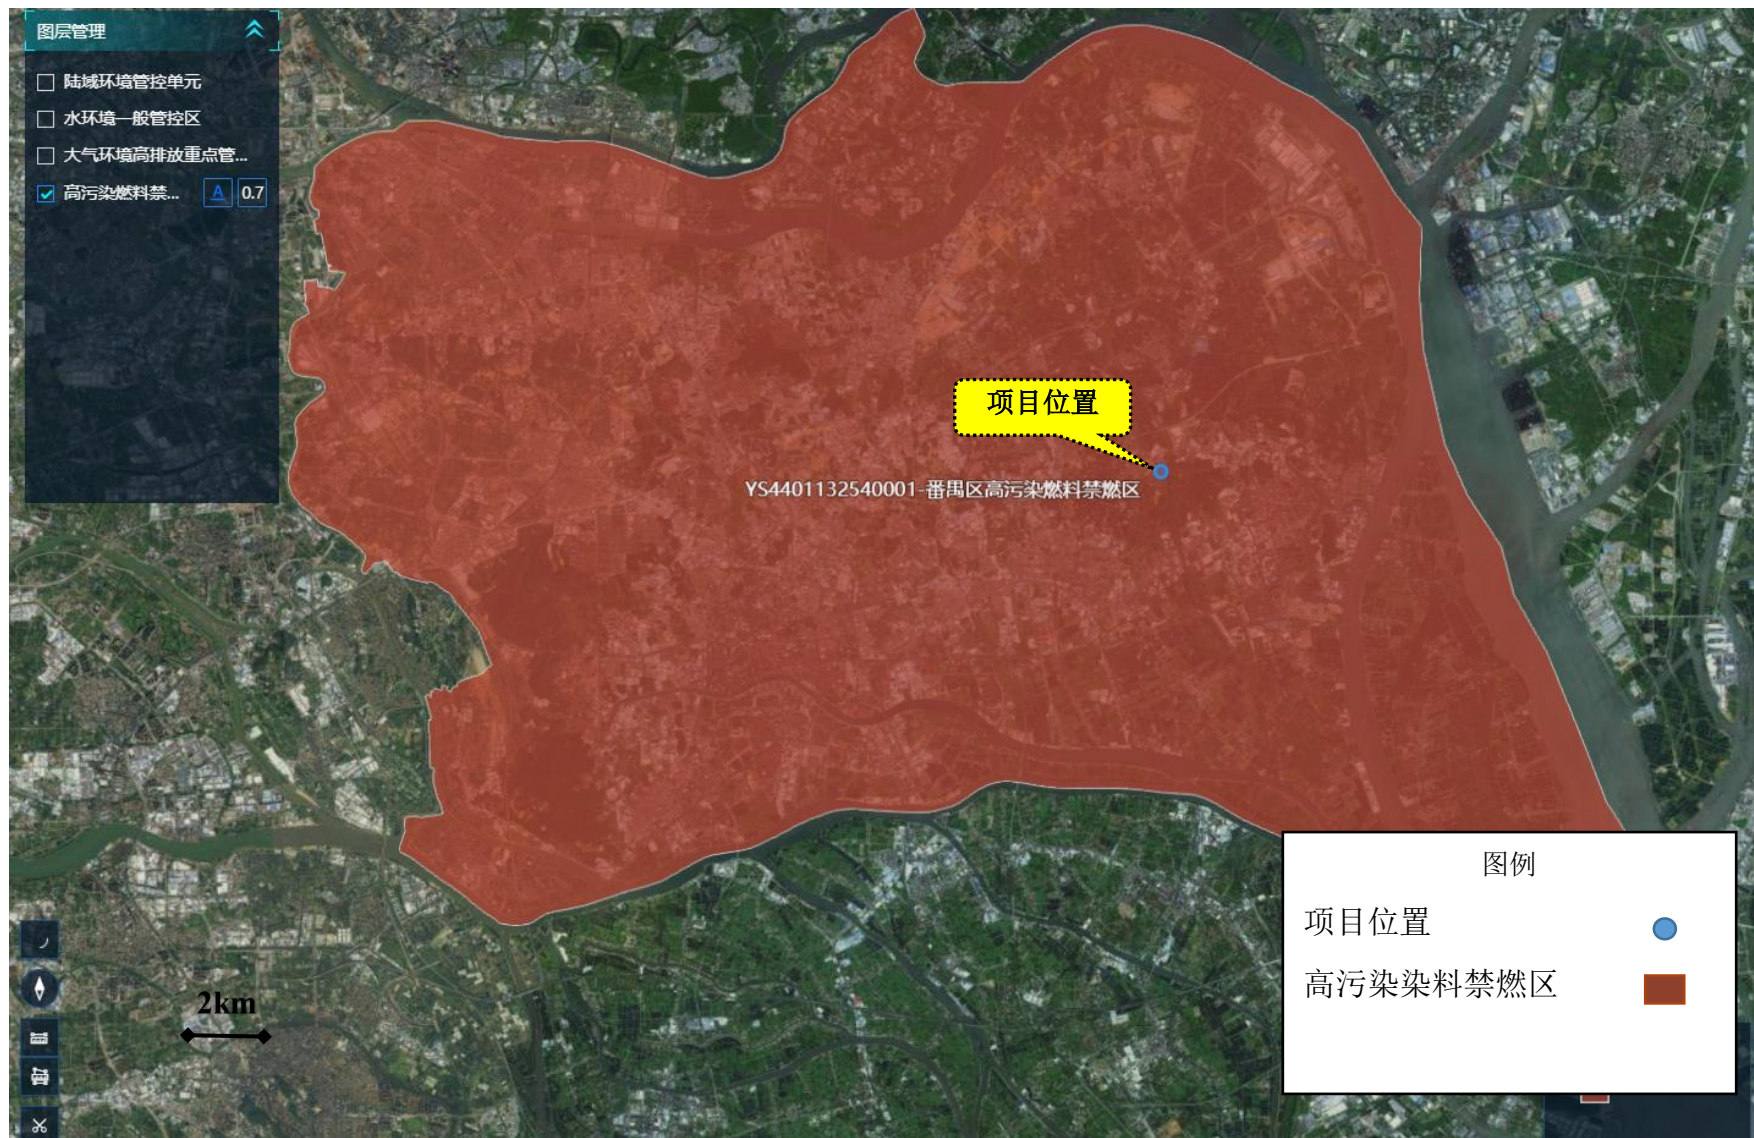 图层管理
陆域环境管控单元
水环境一般管控区
大气环境高排放重点管...
高污染燃料禁... A 0.7
项目位置
YS4401132540001-番禺区高污染燃料禁燃区
2km
图例
项目位置
高污染染料禁燃区